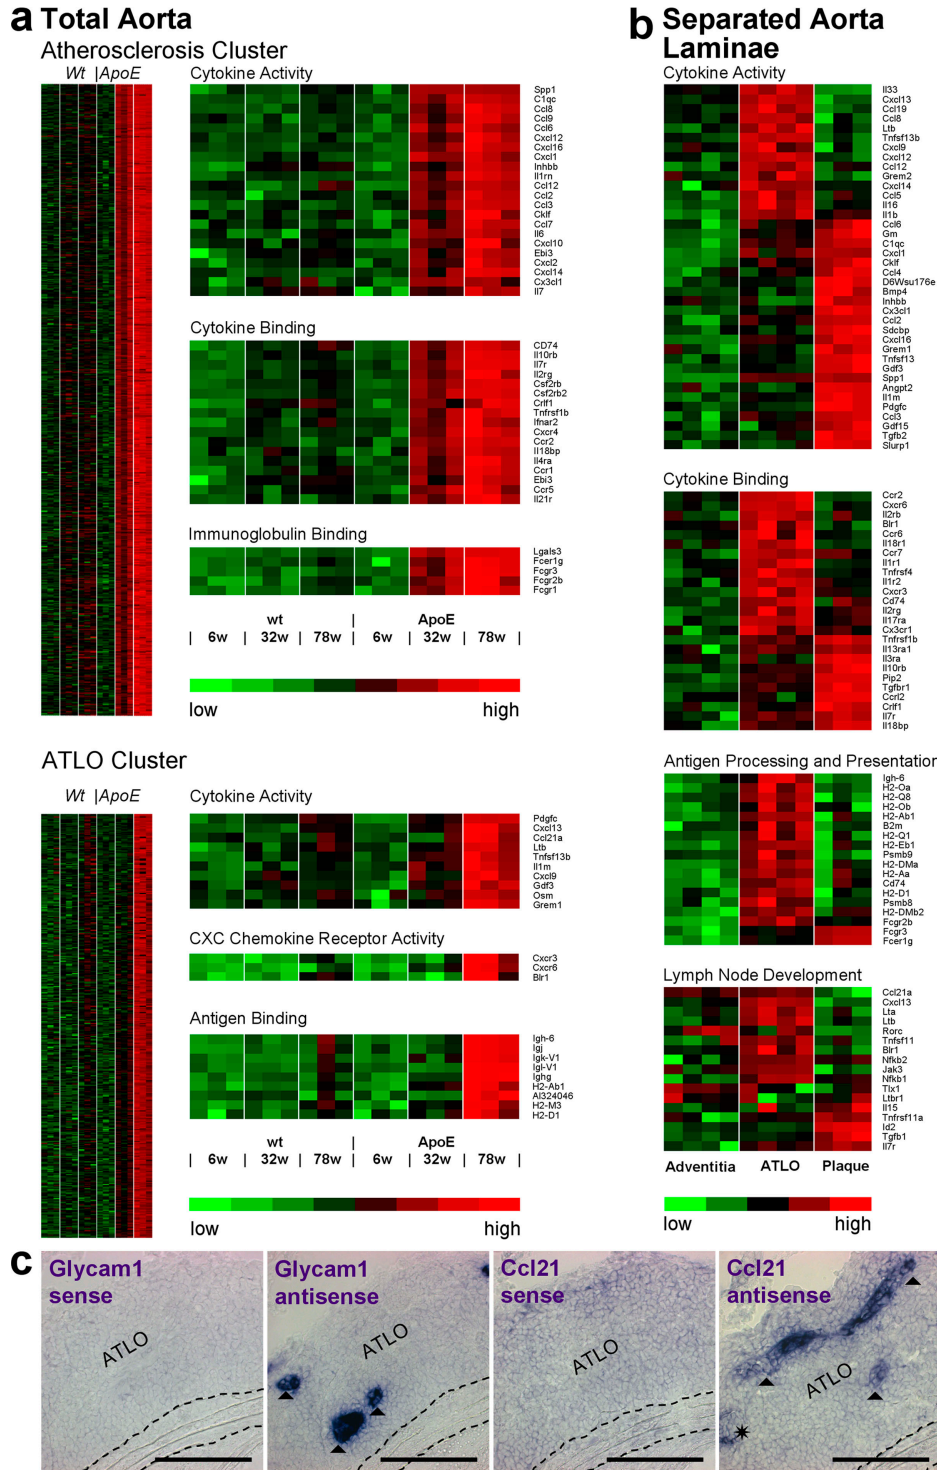 a Total Aorta
Atherosclerosis Cluster
Wt |ApoE
Cytokine Activity
Spp1
C1qc
Ccl8
Ccl9
Ccl6
Cxcl12
Cxcl16
Cxcl1
Inhbb
Il1rn
Ccl12
Ccl2
Ccl3
Cklf
Ccl7
Il6
Cxcl10
Ebi3
Cxcl2
Cxcl14
Cx3cl1
Il7
Cytokine Binding
CD74
Il10rb
Il7r
Il2rg
Csf2rb
Csf2rb2
Crlf1
Tnfrsf1b
Ifnar2
Cxcr4
Ccr2
Il18bp
Il4ra
Ccr1
Ebi3
Ccr5
Il21r
Immunoglobulin Binding
Lgals3
Fcer1g
Fcgr3
Fcgr2b
Fcgr1
wt | ApoE
| 6w | 32w | 78w | 6w | 32w | 78w |
low high
ATLO Cluster
Wt |ApoE
Cytokine Activity
Pdgfc
Cxcl13
Ccl21a
Ltb
Tnfsf13b
Il1rn
Cxcl9
Gdf3
Osm
Grem1
CXC Chemokine Receptor Activity
Cxcr3
Cxcr6
Blr1
Antigen Binding
Igh-6
Igj
Igk-V1
Igl-V1
Ighg
H2-Ab1
AI324046
H2-M3
H2-D1
wt | ApoE
| 6w | 32w | 78w | 6w | 32w | 78w |
low high
b Separated Aorta
Laminae
Cytokine Activity
Il33
Cxcl13
Ccl19
Ccl8
Ltb
Tnfsf13b
Cxcl9
Cxcl12
Ccl12
Grem2
Cxcl14
Ccl5
Il16
Il1b
Ccl6
Grn
C1qc
Cxcl1
Cklf
Ccl4
D6Wsu176e
Bmp4
Inhbb
Cx3cl1
Ccl2
Sdcbp
Cxcl16
Grem1
Tnfsf13
Gdf3
Spp1
Angpt2
Il1rn
Pdgfc
Ccl3
Gdf15
Tgfb2
Slurp1
Cytokine Binding
Ccr2
Cxcr6
Il2rb
Blr1
Ccr6
Il18r1
Ccr7
Il1r1
Tnfrsf4
Il1r2
Cxcr3
Cd74
Il2rg
Il17ra
Cx3cr1
Tnfrsf1b
Il13ra1
Il3ra
Il10rb
Pip2
Tgfbr1
Ccrl2
Crlf1
Il7r
Il18bp
Antigen Processing and Presentation
Igh-6
H2-Oa
H2-Q8
H2-Ob
H2-Ab1
B2m
H2-Q1
H2-Eb1
Psmb9
H2-DMa
H2-Aa
Cd74
H2-D1
Psmb8
H2-DMb2
Fcgr2b
Fcgr3
Fcer1g
Lymph Node Development
Ccl21a
Cxcl13
Lta
Ltb
Rorc
Tnfsf11
Blr1
Nfkb2
Jak3
Nfkb1
Tlx1
Ltbr1
Il15
Tnfrsf11a
Id2
Tgfb1
Il7r
Adventitia ATLO Plaque
low high
c Glycam1
sense
ATLO
Glycam1
antisense
ATLO
Ccl21
sense
ATLO
Ccl21
antisense
ATLO